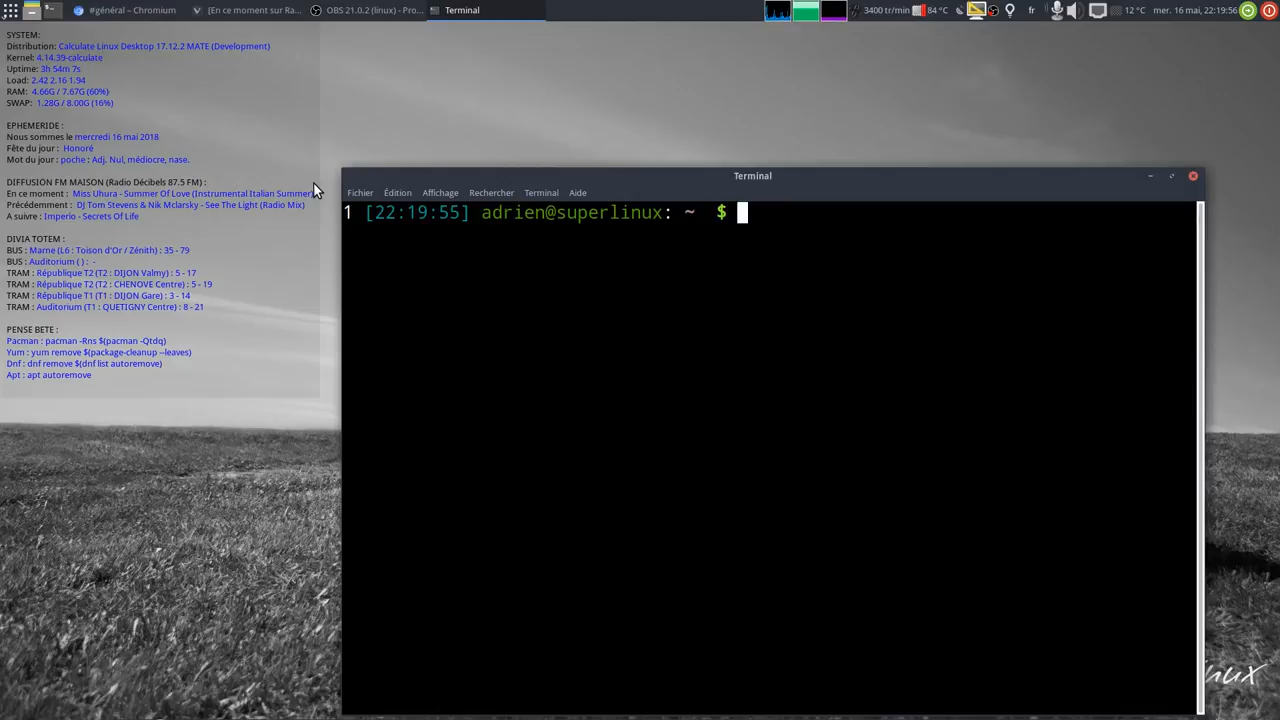 #général – Chromium
[En ce moment sur Ra...
OBS 21.0.2 (linux) - Pro...
Terminal
3400 tr/min
84 °C
fr
12 °C
mer. 16 mai, 22:19:56
SYSTEM:
Distribution: Calculate Linux Desktop 17.12.2 MATE (Development)
Kernel: 4.14.39-calculate
Uptime: 3h 54m 7s
Load: 2.42 2.16 1.94
RAM: 4.66G / 7.67G (60%)
SWAP: 1.28G / 8.00G (16%)
EPHEMERIDE :
Nous sommes le mercredi 16 mai 2018
Fête du jour : Honoré
Mot du jour : poche : Adj. Nul, médiocre, nase.
DIFFUSION FM MAISON (Radio Décibels 87.5 FM) :
En ce moment : Miss Uhura - Summer Of Love (Instrumental Italian Summer)
Précédemment : DJ Tom Stevens & Nik Mclarsky - See The Light (Radio Mix)
A suivre : Imperio - Secrets Of Life
DIVIA TOTEM :
BUS : Marne (L6 : Toison d'Or / Zénith) : 35 - 79
BUS : Auditorium ( ) : -
TRAM : République T2 (T2 : DIJON Valmy) : 5 - 17
TRAM : République T2 (T2 : CHENOVE Centre) : 5 - 19
TRAM : République T1 (T1 : DIJON Gare) : 3 - 14
TRAM : Auditorium (T1 : QUETIGNY Centre) : 8 - 21
PENSE BETE :
Pacman : pacman -Rns $(pacman -Qtdq)
Yum : yum remove $(package-cleanup --leaves)
Dnf : dnf remove $(dnf list autoremove)
Apt : apt autoremove
Terminal
Fichier Édition Affichage Rechercher Terminal Aide
1 [22:19:55] adrien@superlinux: ~ $